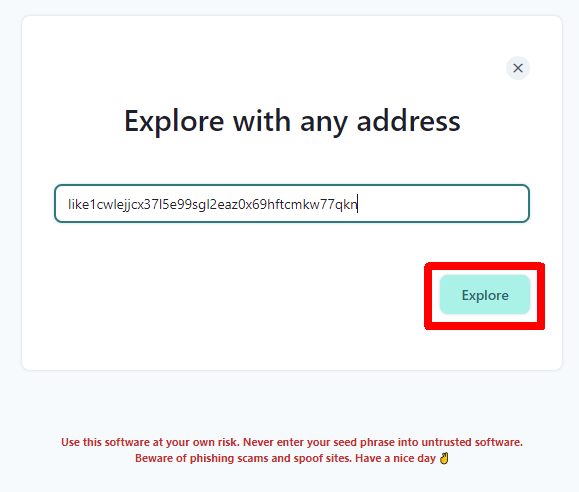 Explore with any address
like1cwlejjcx37l5e99sgl2eaz0x69hftcmkw77qkn
Explore
Use this software at your own risk. Never enter your seed phrase into untrusted software.
Beware of phishing scams and spoof sites. Have a nice day ✌️